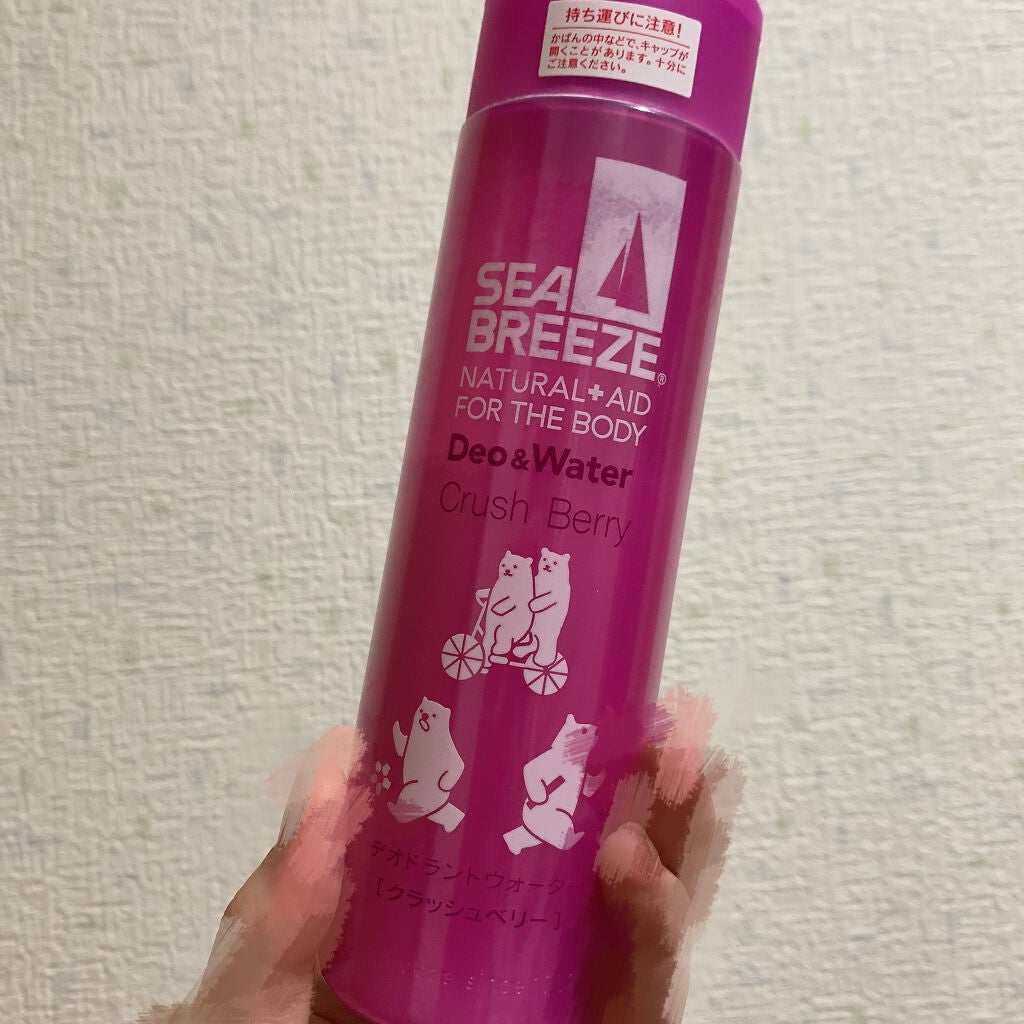 持ち運びに注意!
かばんの中などで、キャップが
開くことがあります。十分に
ご注意ください。
SEA
BREEZE®
NATURAL+AID
FOR THE BODY
Deo&Water
Crush Berry
デオドラントウォーター
[クラッシュベリー]